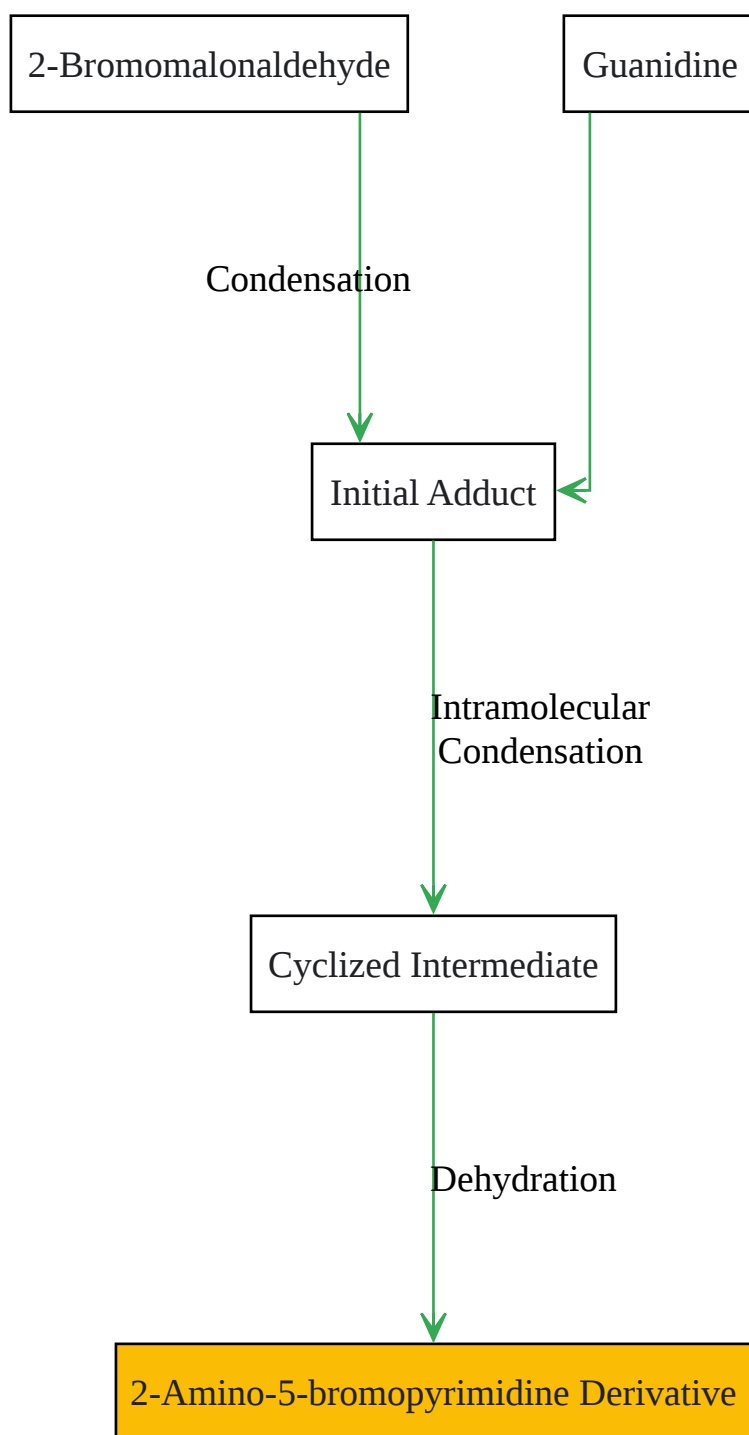 2-Bromomalonaldehyde
Guanidine
Condensation
Initial Adduct
Intramolecular
Condensation
Cyclized Intermediate
Dehydration
2-Amino-5-bromopyrimidine Derivative